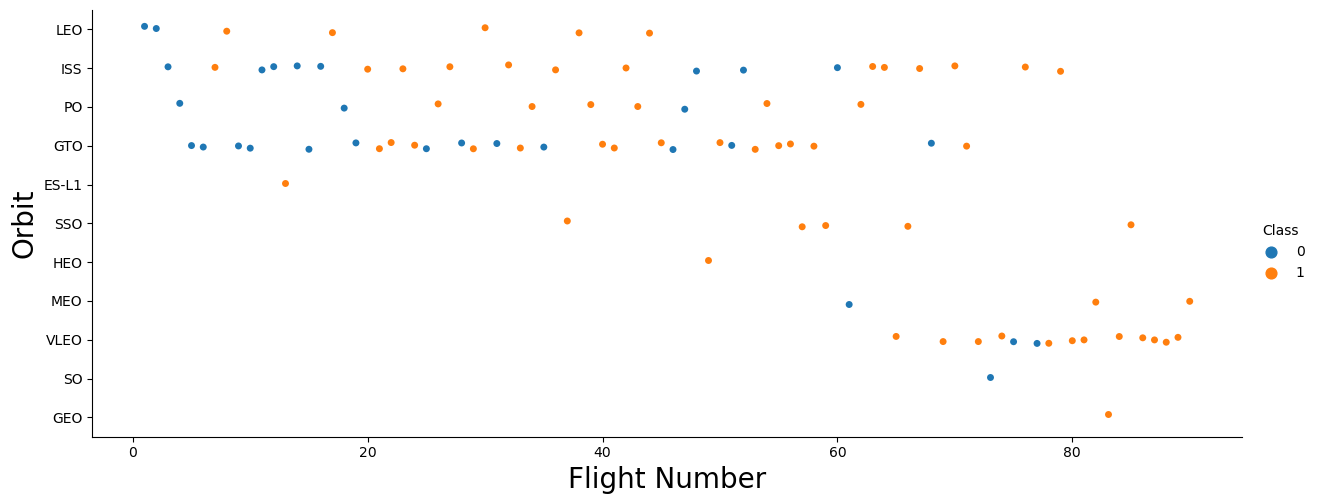 LEO
ISS
PO
GTO
ES-L1
SSO
HEO
MEO
VLEO
SO
GEO
Orbit
0
20
40
60
80
Flight Number
Class
0
1